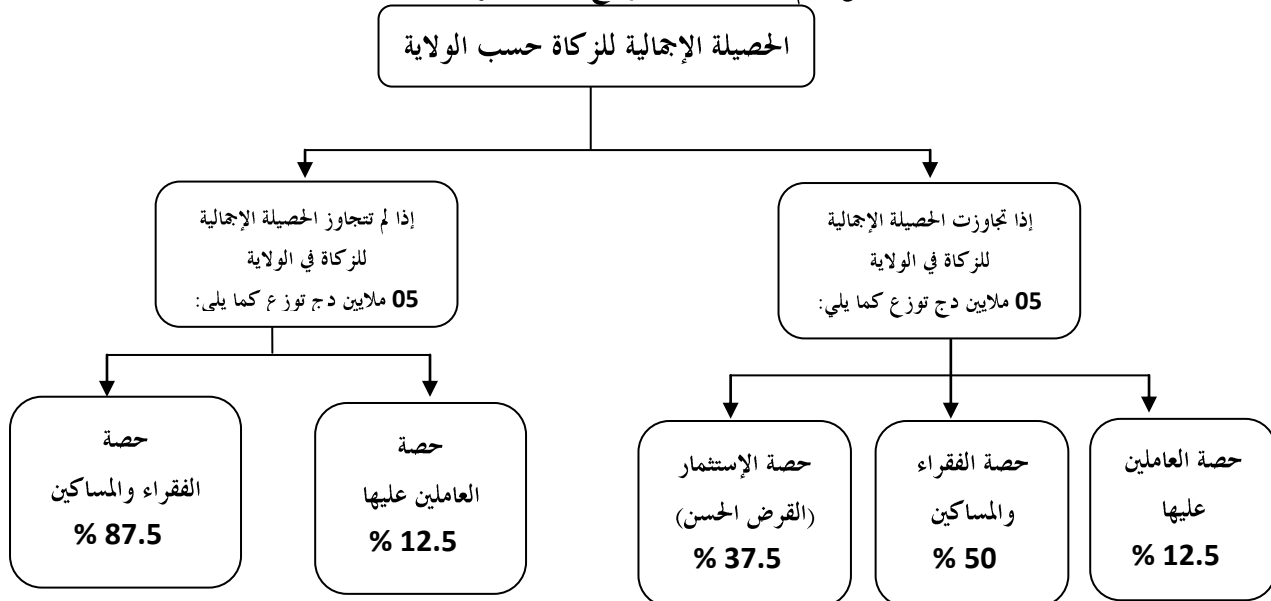 الحصيلة الإجمالية للزكاة حسب الولاية
إذا تجاوزت الحصيلة الإجمالية
للزكاة في الولاية
05 ملايين دج توزع كما يلي:
إذا لم تتجاوز الحصيلة الإجمالية
للزكاة في الولاية
05 ملايين دج توزع كما يلي:
حصة العاملين
عليها
12.5 %
حصة الفقراء
والمساكين
50 %
حصة الإستثمار
(القرض الحسن)
37.5 %
حصة
العاملين عليها
12.5 %
حصة
الفقراء والمساكين
87.5 %